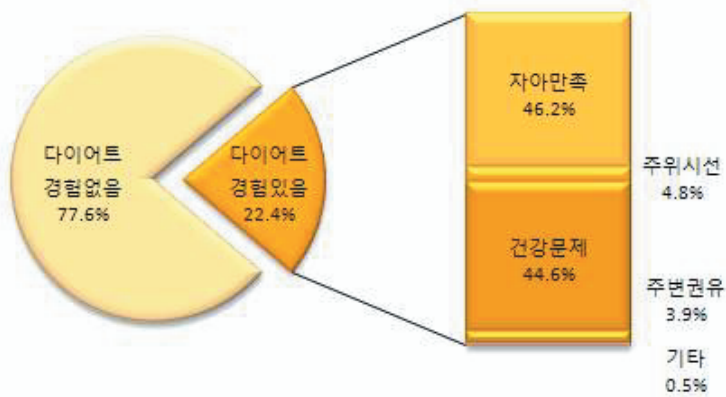 다이어트
경험없음
77.6%
다이어트
경험있음
22.4%
자아만족
46.2%
주위시선
4.8%
건강문제
44.6%
주변권유
3.9%
기타
0.5%